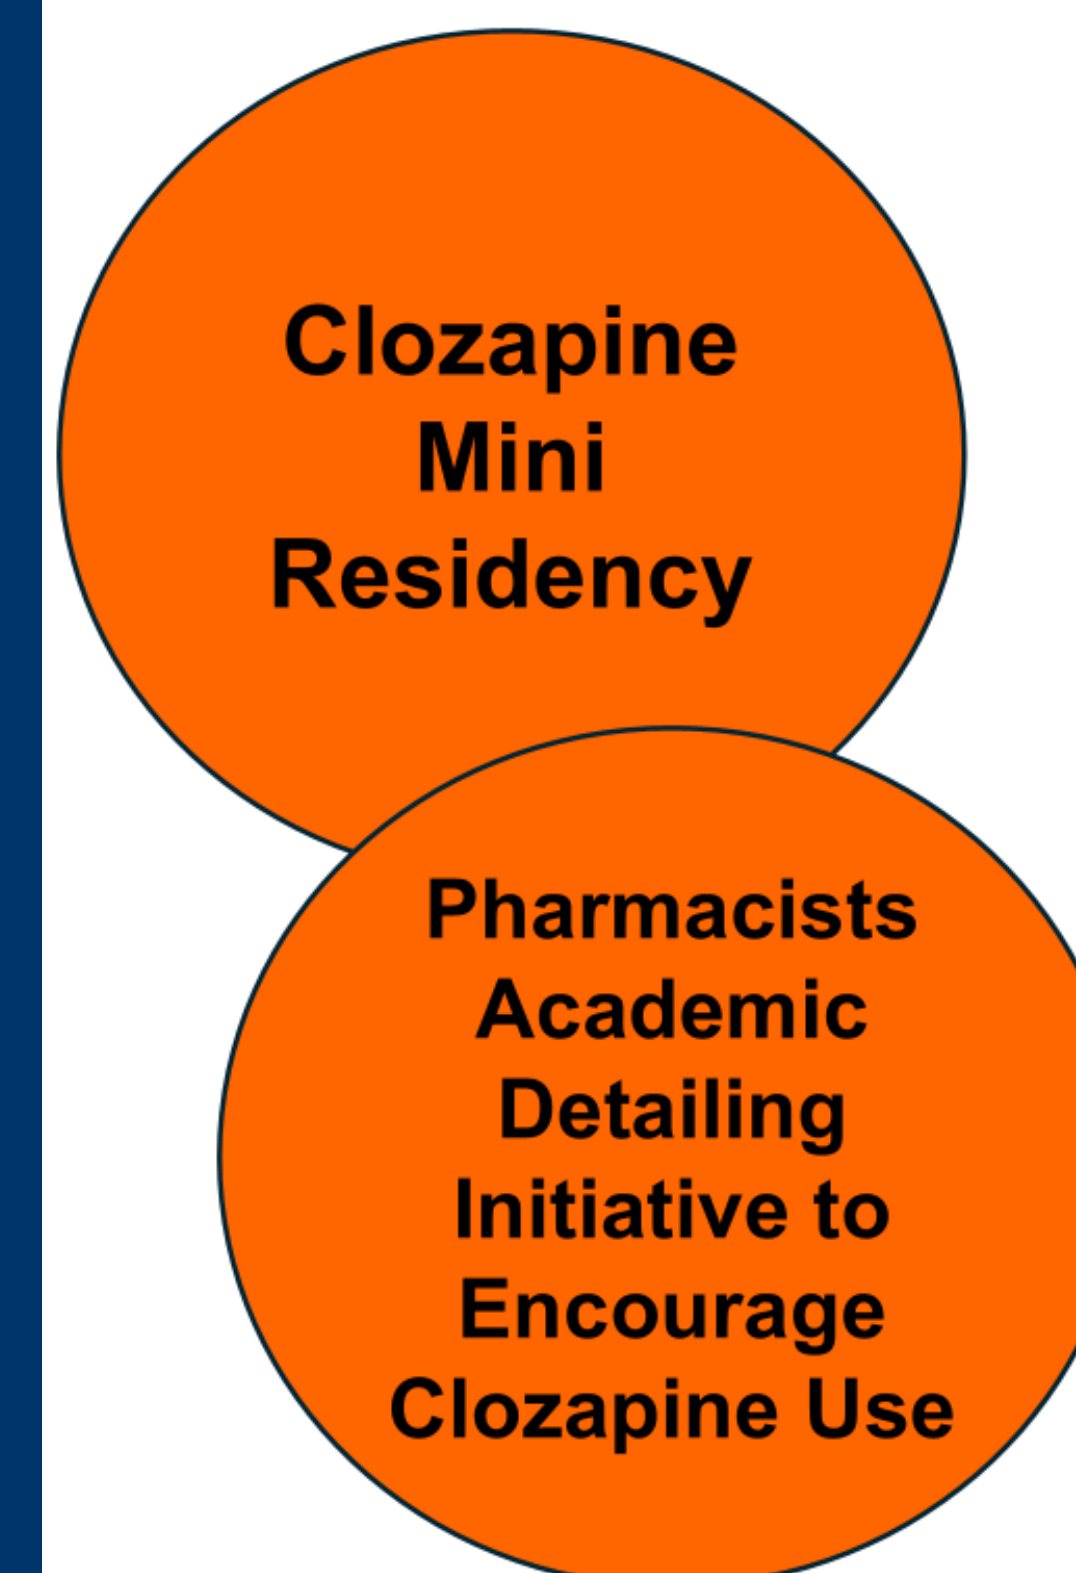 Clozapine
Mini
Residency
Pharmacists
Academic
Detailing
Initiative to
Encourage
Clozapine Use